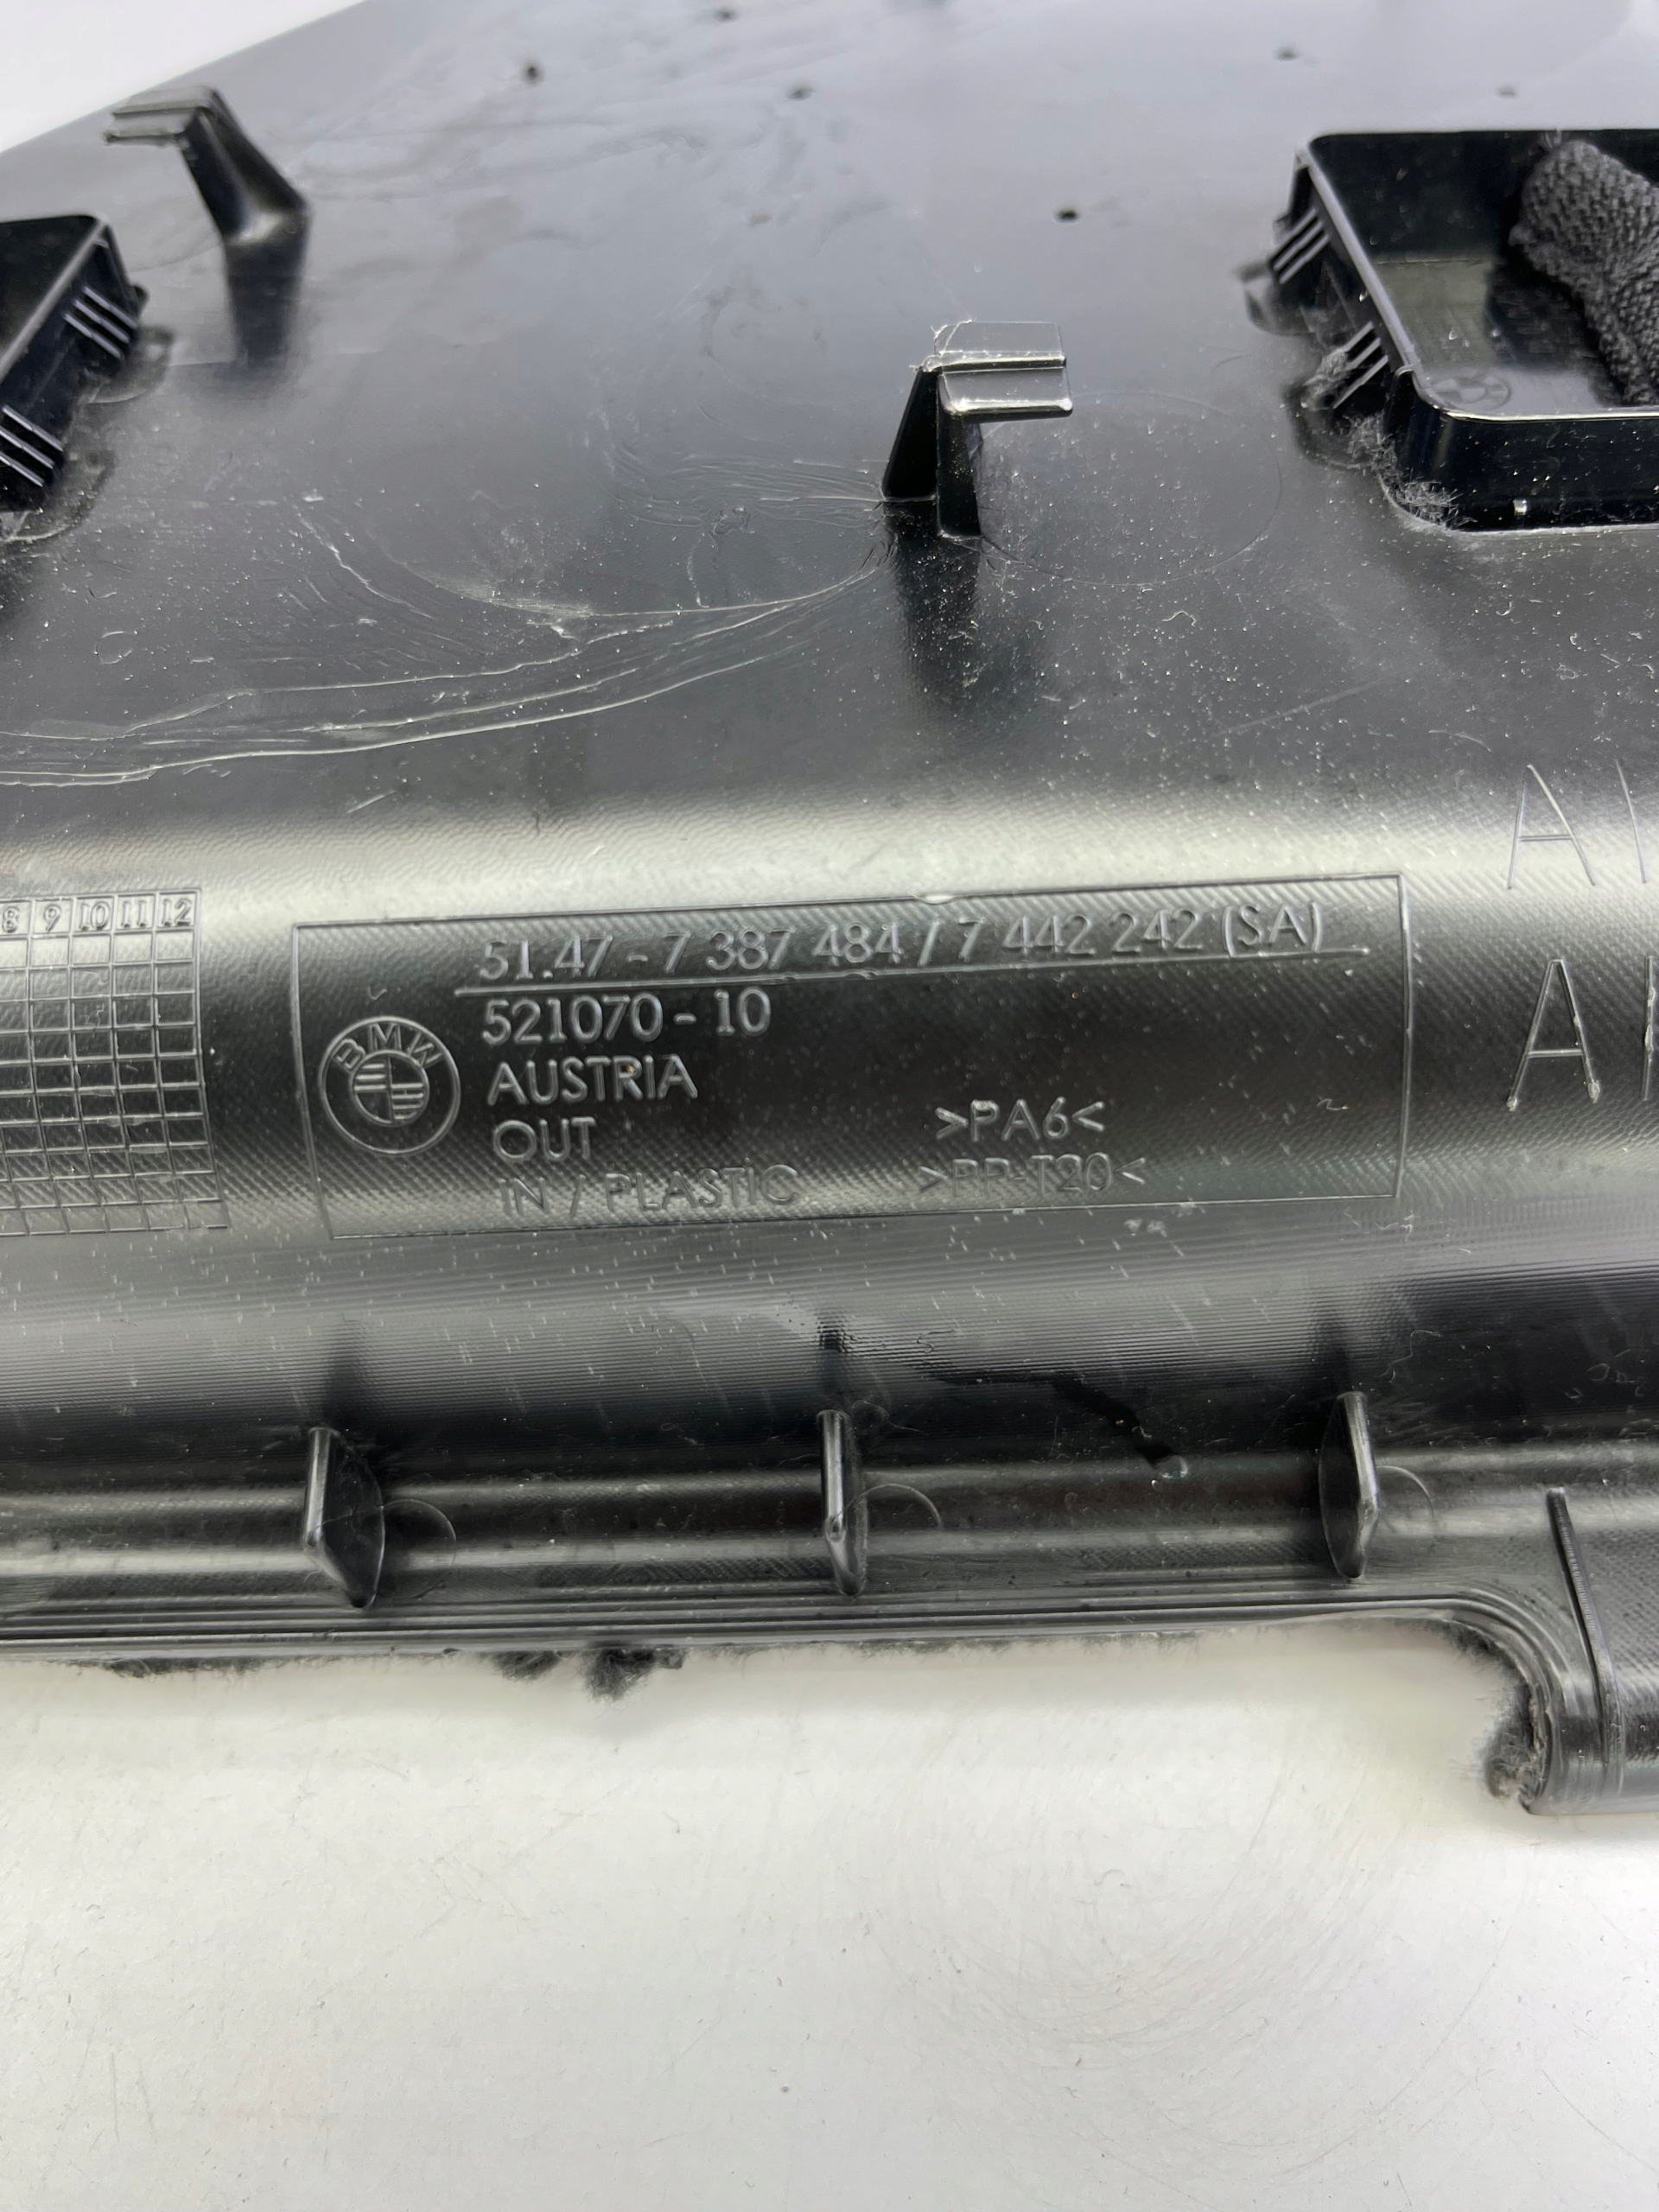 8 9 10 11 12
51.47 - 7 387 484 / 7 442 242 (SA)
521070 - 10
BMW
AUSTRIA
OUT >PA6<
IN / PLASTIC >PP-T20<